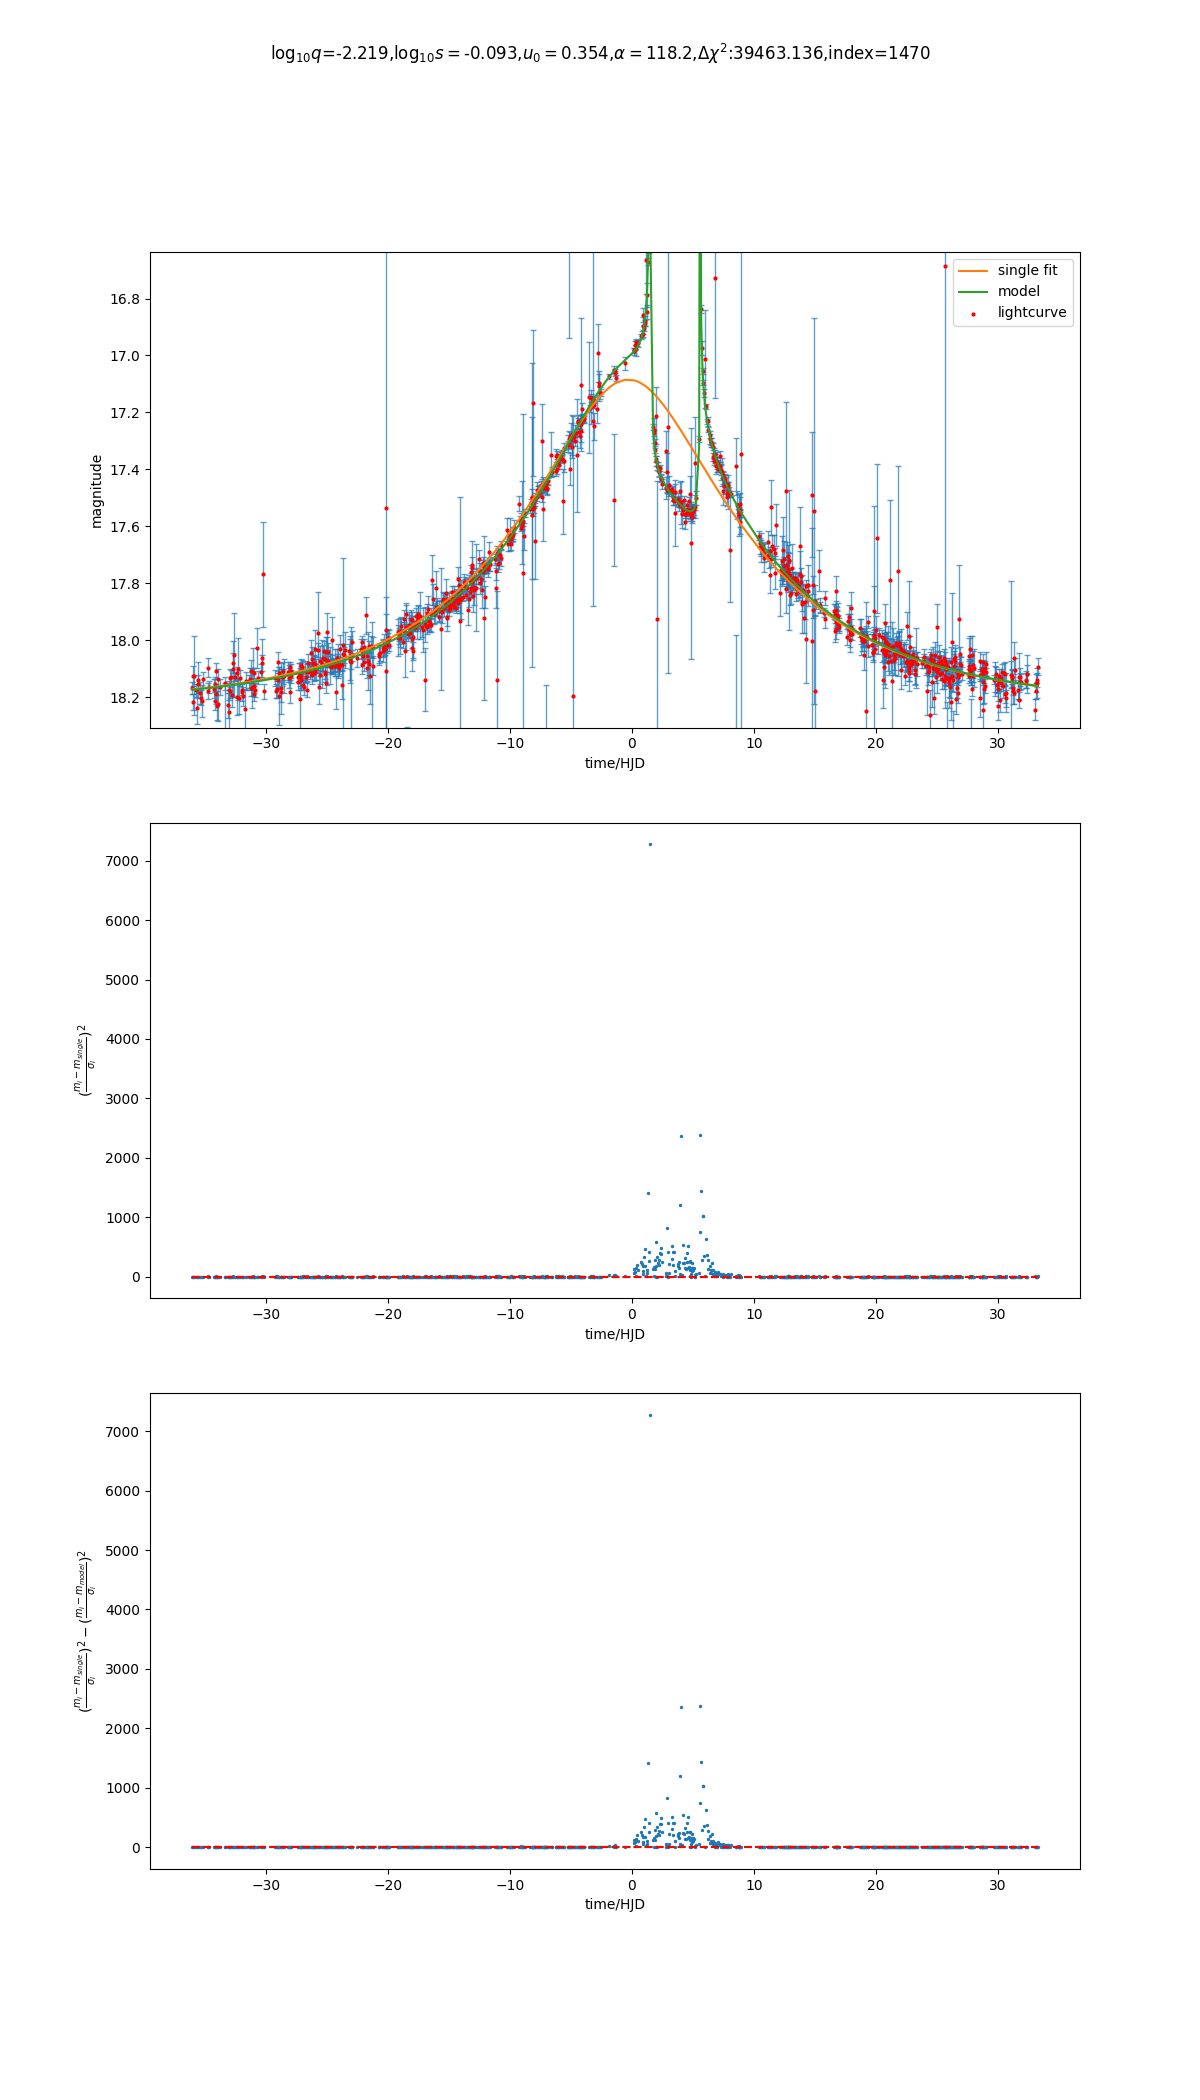 log₁₀q=-2.219,log₁₀s = -0.093,u₀ = 0.354,α = 118.2,Δχ²:39463.136,index=1470
single fit
model
lightcurve
magnitude
16.8
17.0
17.2
17.4
17.6
17.8
18.0
18.2
−30 −20 −10 0 10 20 30
time/HJD
(mᵢ − m_single / σᵢ)²
7000
6000
5000
4000
3000
2000
1000
0
−30 −20 −10 0 10 20 30
time/HJD
(mᵢ − m_single / σᵢ)² − (mᵢ − m_model / σᵢ)²
7000
6000
5000
4000
3000
2000
1000
0
−30 −20 −10 0 10 20 30
time/HJD